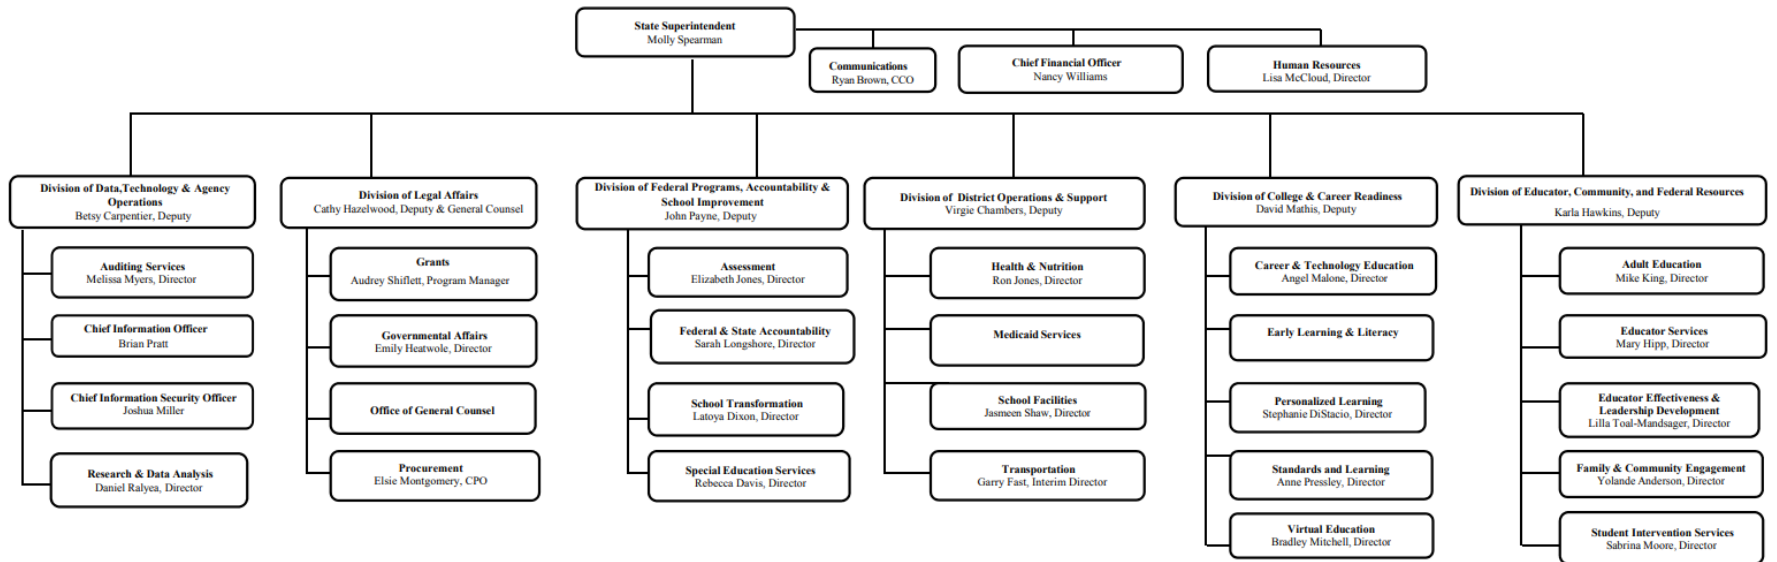 State Superintendent
Molly Spearman
Communications
Ryan Brown, CCO
Chief Financial Officer
Nancy Williams
Human Resources
Lisa McCloud, Director
Division of Data,Technology & Agency
Operations
Betsy Carpentier, Deputy
Auditing Services
Melissa Myers, Director
Chief Information Officer
Brian Pratt
Chief Information Security Officer
Joshua Miller
Research & Data Analysis
Daniel Ralyea, Director
Division of Legal Affairs
Cathy Hazelwood, Deputy & General Counsel
Grants
Audrey Shiflett, Program Manager
Governmental Affairs
Emily Heatwole, Director
Office of General Counsel
Procurement
Elsie Montgomery, CPO
Division of Federal Programs, Accountability &
School Improvement
John Payne, Deputy
Assessment
Elizabeth Jones, Director
Federal & State Accountability
Sarah Longshore, Director
School Transformation
Latoya Dixon, Director
Special Education Services
Rebecca Davis, Director
Division of District Operations & Support
Virgie Chambers, Deputy
Health & Nutrition
Ron Jones, Director
Medicaid Services
School Facilities
Jasmeen Shaw, Director
Transportation
Garry Fast, Interim Director
Division of College & Career Readiness
David Mathis, Deputy
Career & Technology Education
Angel Malone, Director
Early Learning & Literacy
Personalized Learning
Stephanie DiStacio, Director
Standards and Learning
Anne Pressley, Director
Virtual Education
Bradley Mitchell, Director
Division of Educator, Community, and Federal Resources
Karla Hawkins, Deputy
Adult Education
Mike King, Director
Educator Services
Mary Hipp, Director
Educator Effectiveness &
Leadership Development
Lilla Toal-Mandsager, Director
Family & Community Engagement
Yolande Anderson, Director
Student Intervention Services
Sabrina Moore, Director